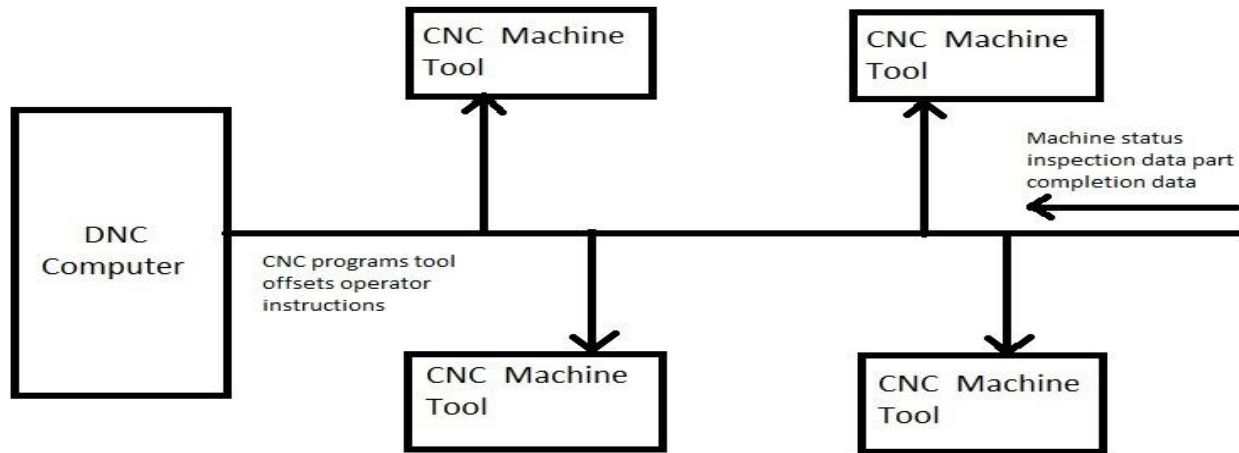 CNC Machine
Tool
CNC Machine
Tool
Machine status
inspection data part
completion data
DNC
Computer
CNC programs tool
offsets operator
instructions
CNC Machine
Tool
CNC Machine
Tool